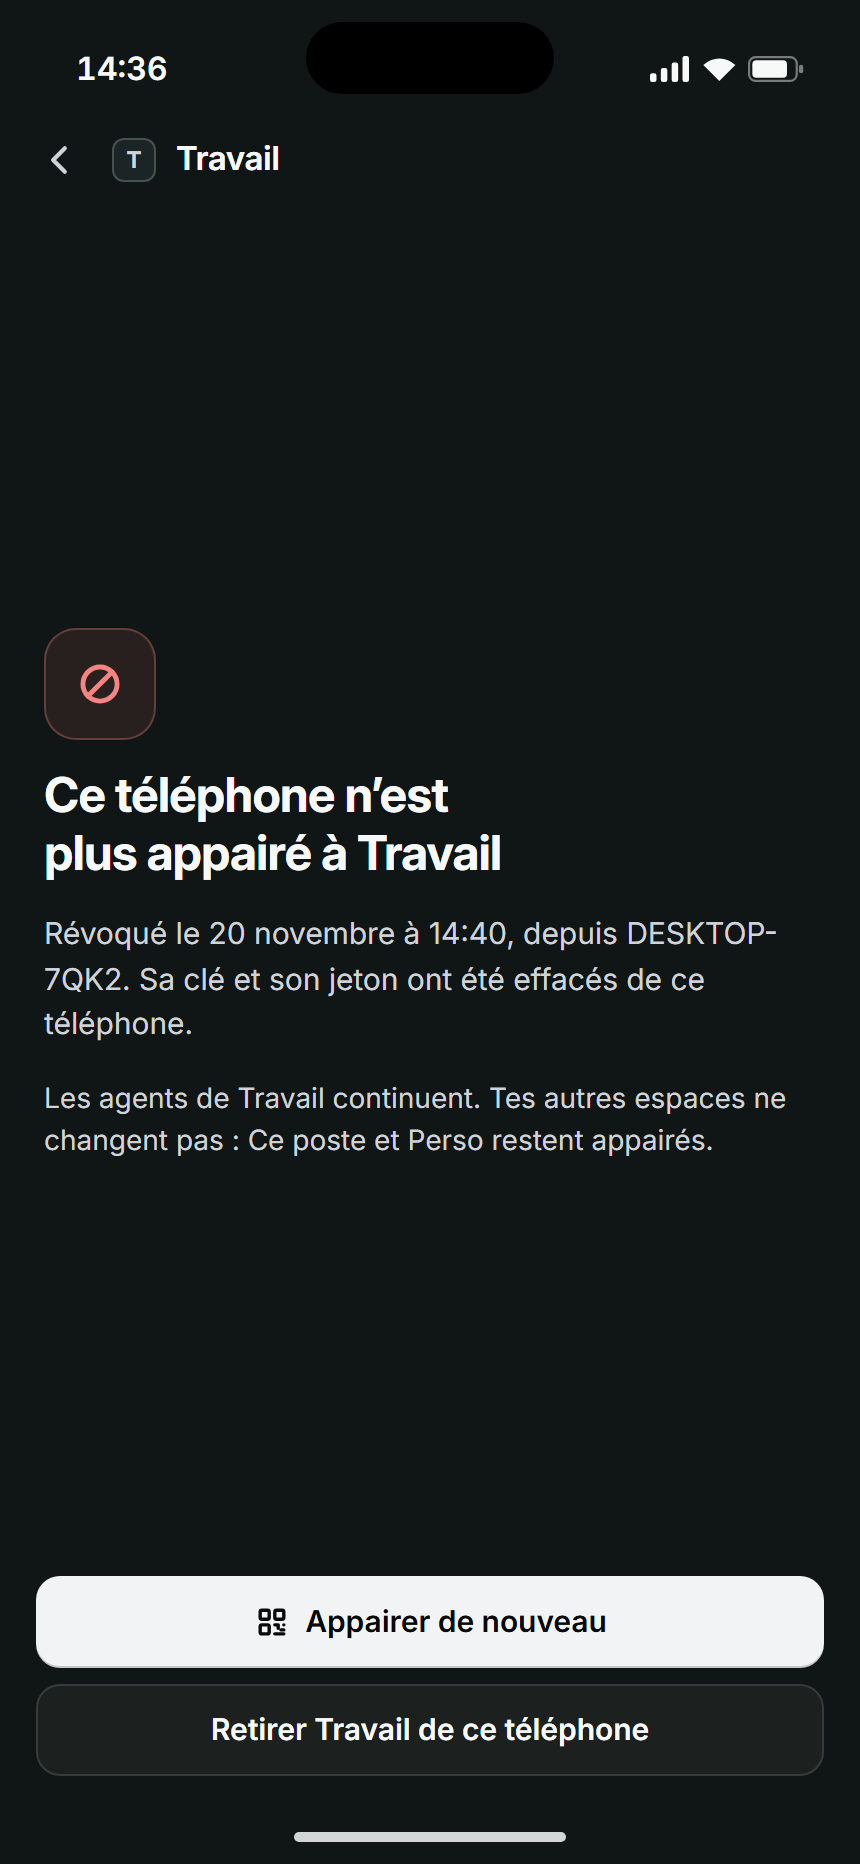 14:36
T Travail
Ce téléphone n’est
plus appairé à Travail
Révoqué le 20 novembre à 14:40, depuis DESKTOP-
7QK2. Sa clé et son jeton ont été effacés de ce
téléphone.
Les agents de Travail continuent. Tes autres espaces ne
changent pas : Ce poste et Perso restent appairés.
Appairer de nouveau
Retirer Travail de ce téléphone